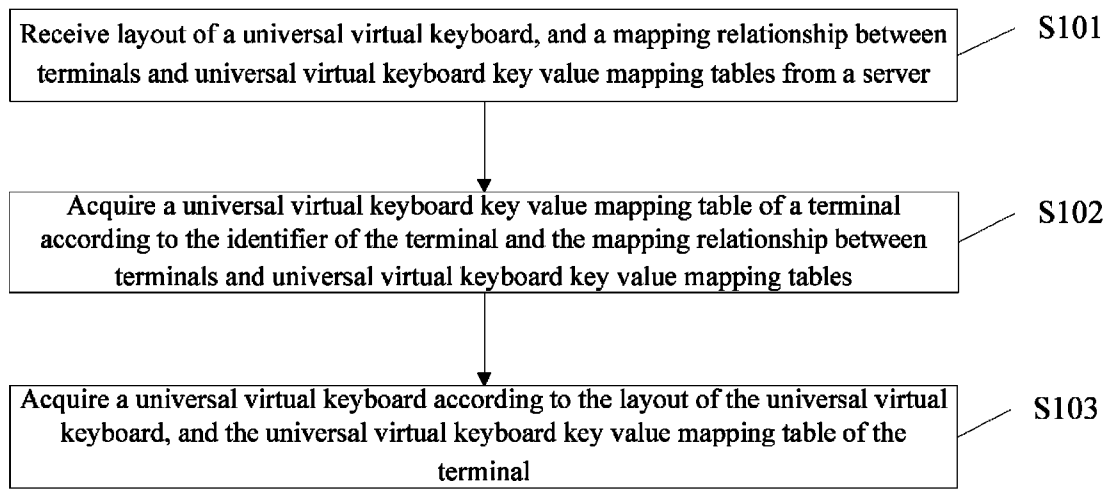 Receive layout of a universal virtual keyboard, and a mapping relationship between
terminals and universal virtual keyboard key value mapping tables from a server
S101
Acquire a universal virtual keyboard key value mapping table of a terminal
according to the identifier of the terminal and the mapping relationship between
terminals and universal virtual keyboard key value mapping tables
S102
Acquire a universal virtual keyboard according to the layout of the universal virtual
keyboard, and the universal virtual keyboard key value mapping table of the
terminal
S103